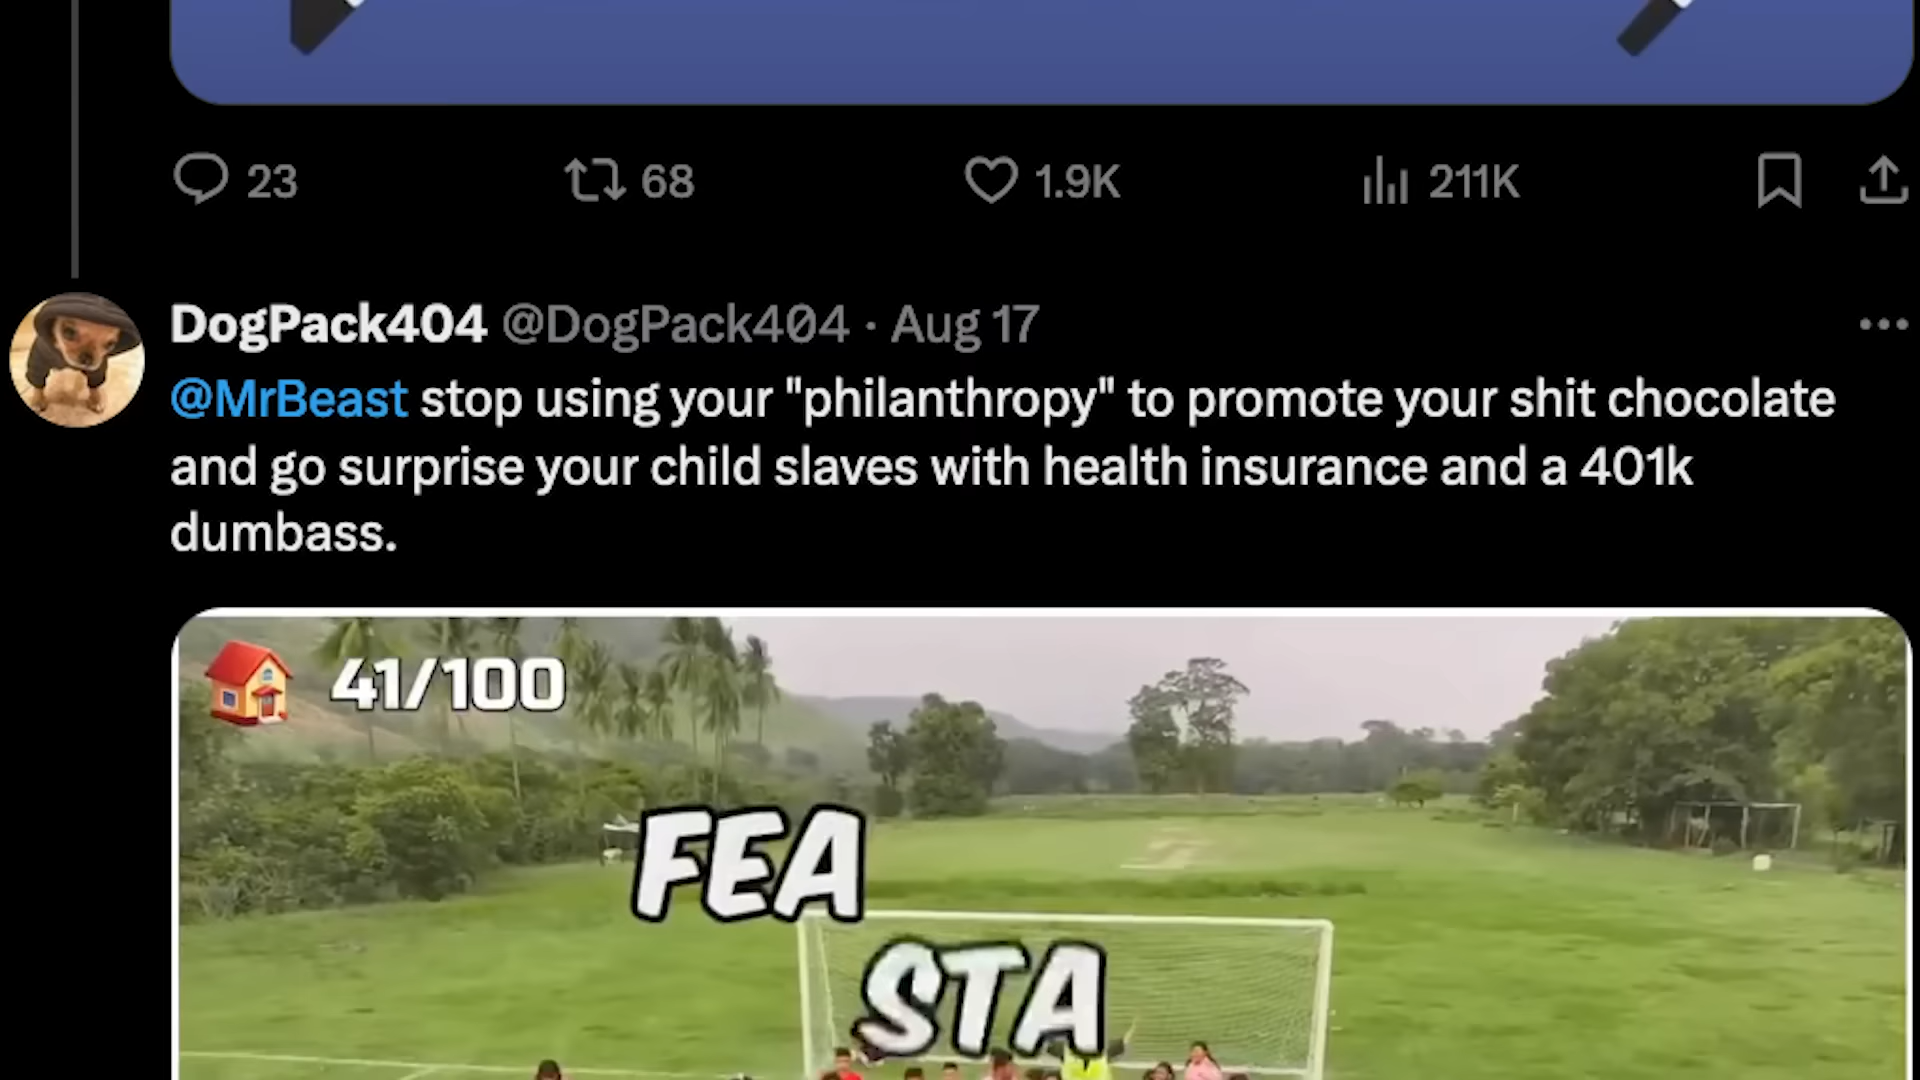 23 68 1.9K 211K
DogPack404 @DogPack404 · Aug 17
@MrBeast stop using your "philanthropy" to promote your shit chocolate
and go surprise your child slaves with health insurance and a 401k
dumbass.
41/100
FEA
STA